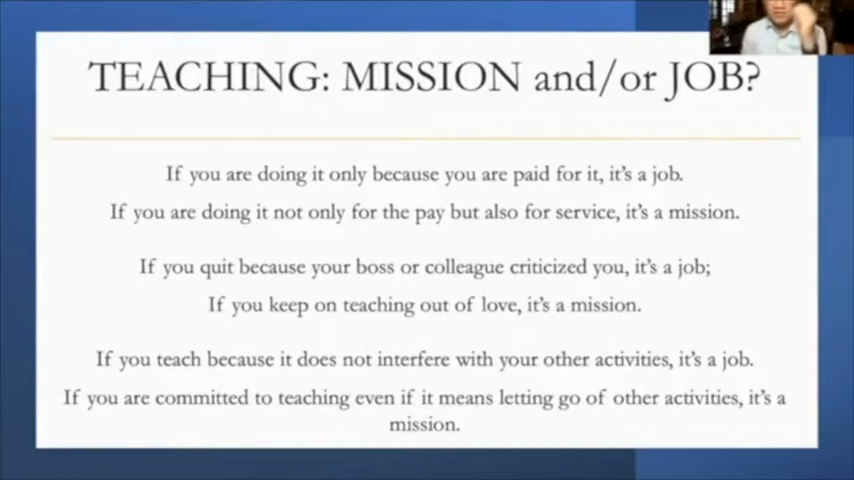 TEACHING: MISSION and/or JOB?
If you are doing it only because you are paid for it, it's a job.
If you are doing it not only for the pay but also for service, it's a mission.
If you quit because your boss or colleague criticized you, it's a job;
If you keep on teaching out of love, it's a mission.
If you teach because it does not interfere with your other activities, it's a job.
If you are committed to teaching even if it means letting go of other activities, it's a
mission.